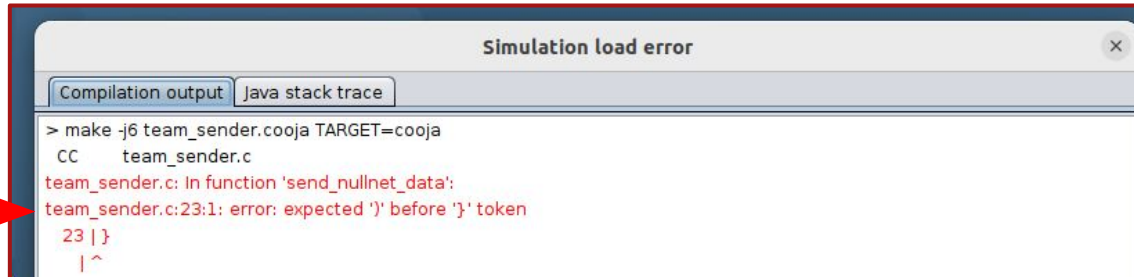 Simulation load error
Compilation output Java stack trace
> make -j6 team_sender.cooja TARGET=cooja
CC team_sender.c
team_sender.c: In function 'send_nullnet_data':
team_sender.c:23:1: error: expected ')' before '}' token
23 | }
| ^